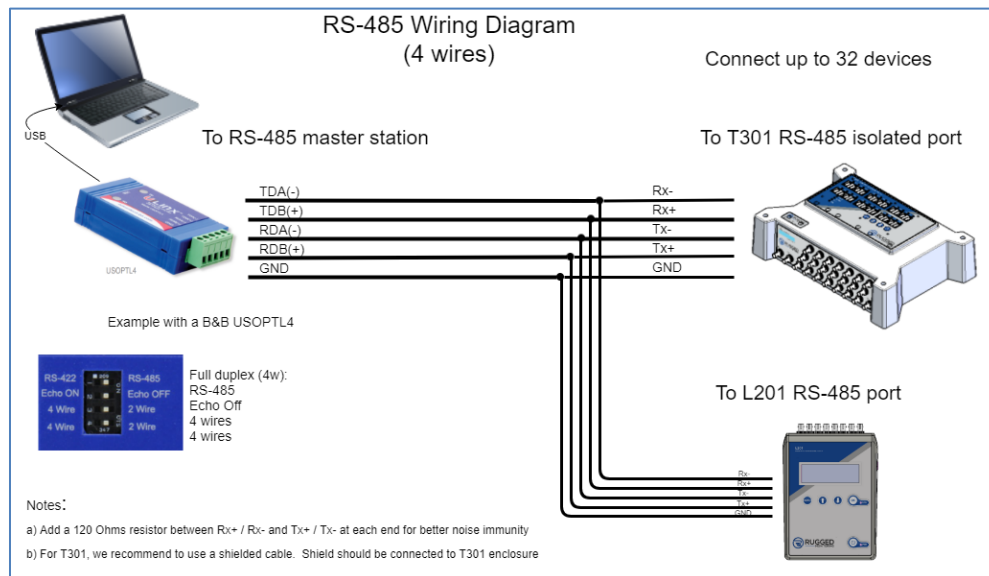 RS-485 Wiring Diagram
(4 wires)
Connect up to 32 devices
USB
To RS-485 master station
To T301 RS-485 isolated port
TDA(-)
Rx-
TDB(+)
Rx+
RDA(-)
Tx-
RDB(+)
Tx+
GND
GND
USOPTL4
Example with a B&B USOPTL4
RS-422
RS-485
Echo ON
Echo OFF
4 Wire
2 Wire
4 Wire
2 Wire
Full duplex (4w):
RS-485
Echo Off
4 wires
4 wires
To L201 RS-485 port
Rx-
Rx+
Tx-
Tx+
GND
RUGGED
Notes:
a) Add a 120 Ohms resistor between Rx+ / Rx- and Tx+ / Tx- at each end for better noise immunity
b) For T301, we recommend to use a shielded cable. Shield should be connected to T301 enclosure